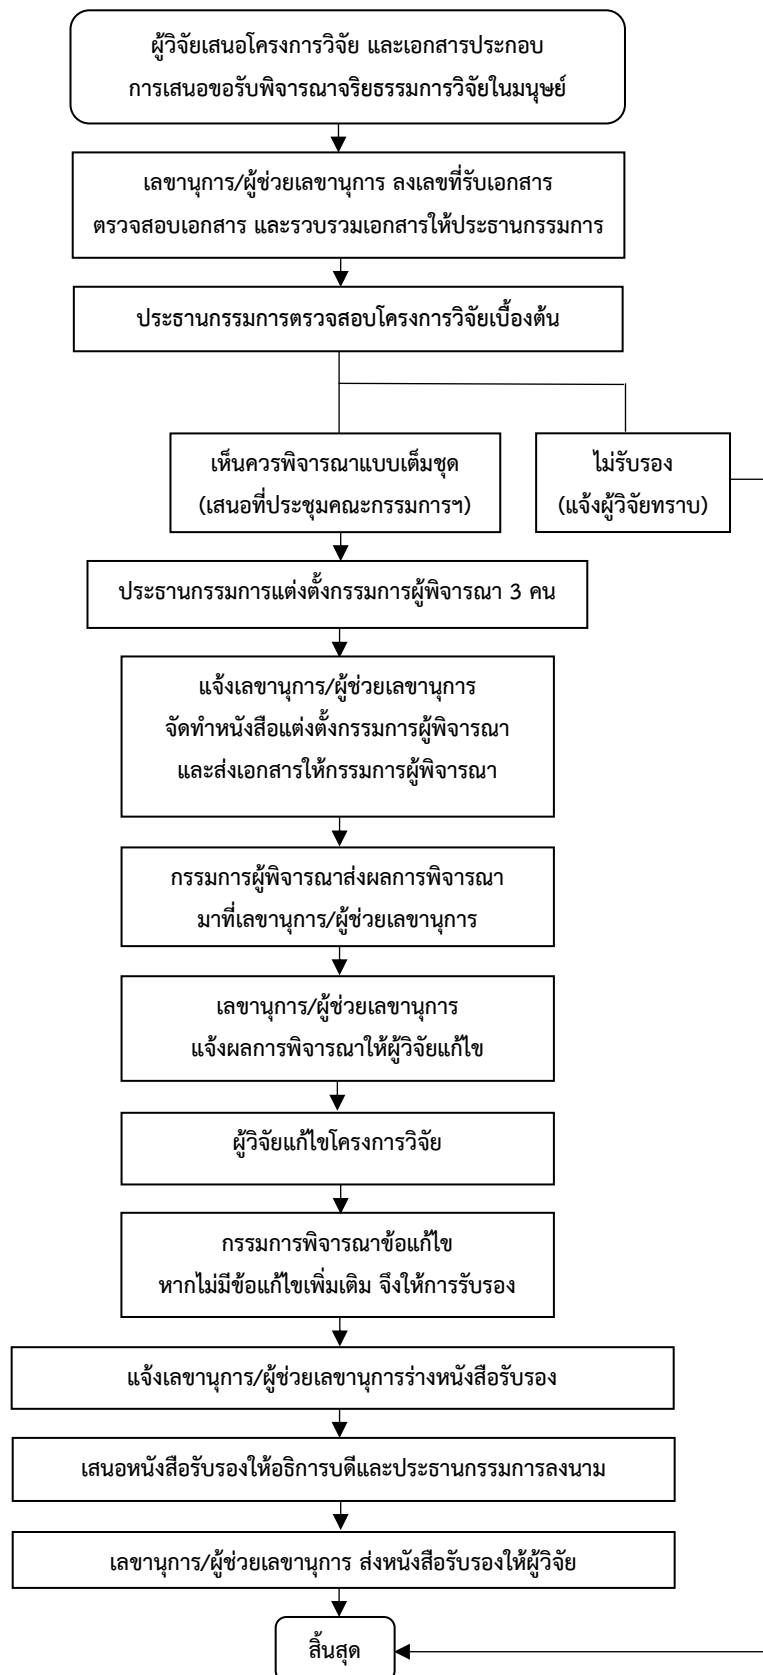 ผู้วิจัยเสนอโครงการวิจัย และเอกสารประกอบ
การเสนอขอรับพิจารณาจริยธรรมการวิจัยในมนุษย์
เลขานุการ/ผู้ช่วยเลขานุการ ลงเลขที่รับเอกสาร
ตรวจสอบเอกสาร และรวบรวมเอกสารให้ประธานกรรมการ
ประธานกรรมการตรวจสอบโครงการวิจัยเบื้องต้น
เห็นควรพิจารณาแบบเต็มชุด
(เสนอที่ประชุมคณะกรรมการฯ)
ไม่รับรอง
(แจ้งผู้วิจัยทราบ)
ประธานกรรมการแต่งตั้งกรรมการผู้พิจารณา 3 คน
แจ้งเลขานุการ/ผู้ช่วยเลขานุการ
จัดทำหนังสือแต่งตั้งกรรมการผู้พิจารณา
และส่งเอกสารให้กรรมการผู้พิจารณา
กรรมการผู้พิจารณาส่งผลการพิจารณา
มาที่เลขานุการ/ผู้ช่วยเลขานุการ
เลขานุการ/ผู้ช่วยเลขานุการ
แจ้งผลการพิจารณาให้ผู้วิจัยแก้ไข
ผู้วิจัยแก้ไขโครงการวิจัย
กรรมการพิจารณาข้อแก้ไข
หากไม่มีข้อแก้ไขเพิ่มเติม จึงให้การรับรอง
แจ้งเลขานุการ/ผู้ช่วยเลขานุการร่างหนังสือรับรอง
เสนอหนังสือรับรองให้อธิการบดีและประธานกรรมการลงนาม
เลขานุการ/ผู้ช่วยเลขานุการ ส่งหนังสือรับรองให้ผู้วิจัย
สิ้นสุด